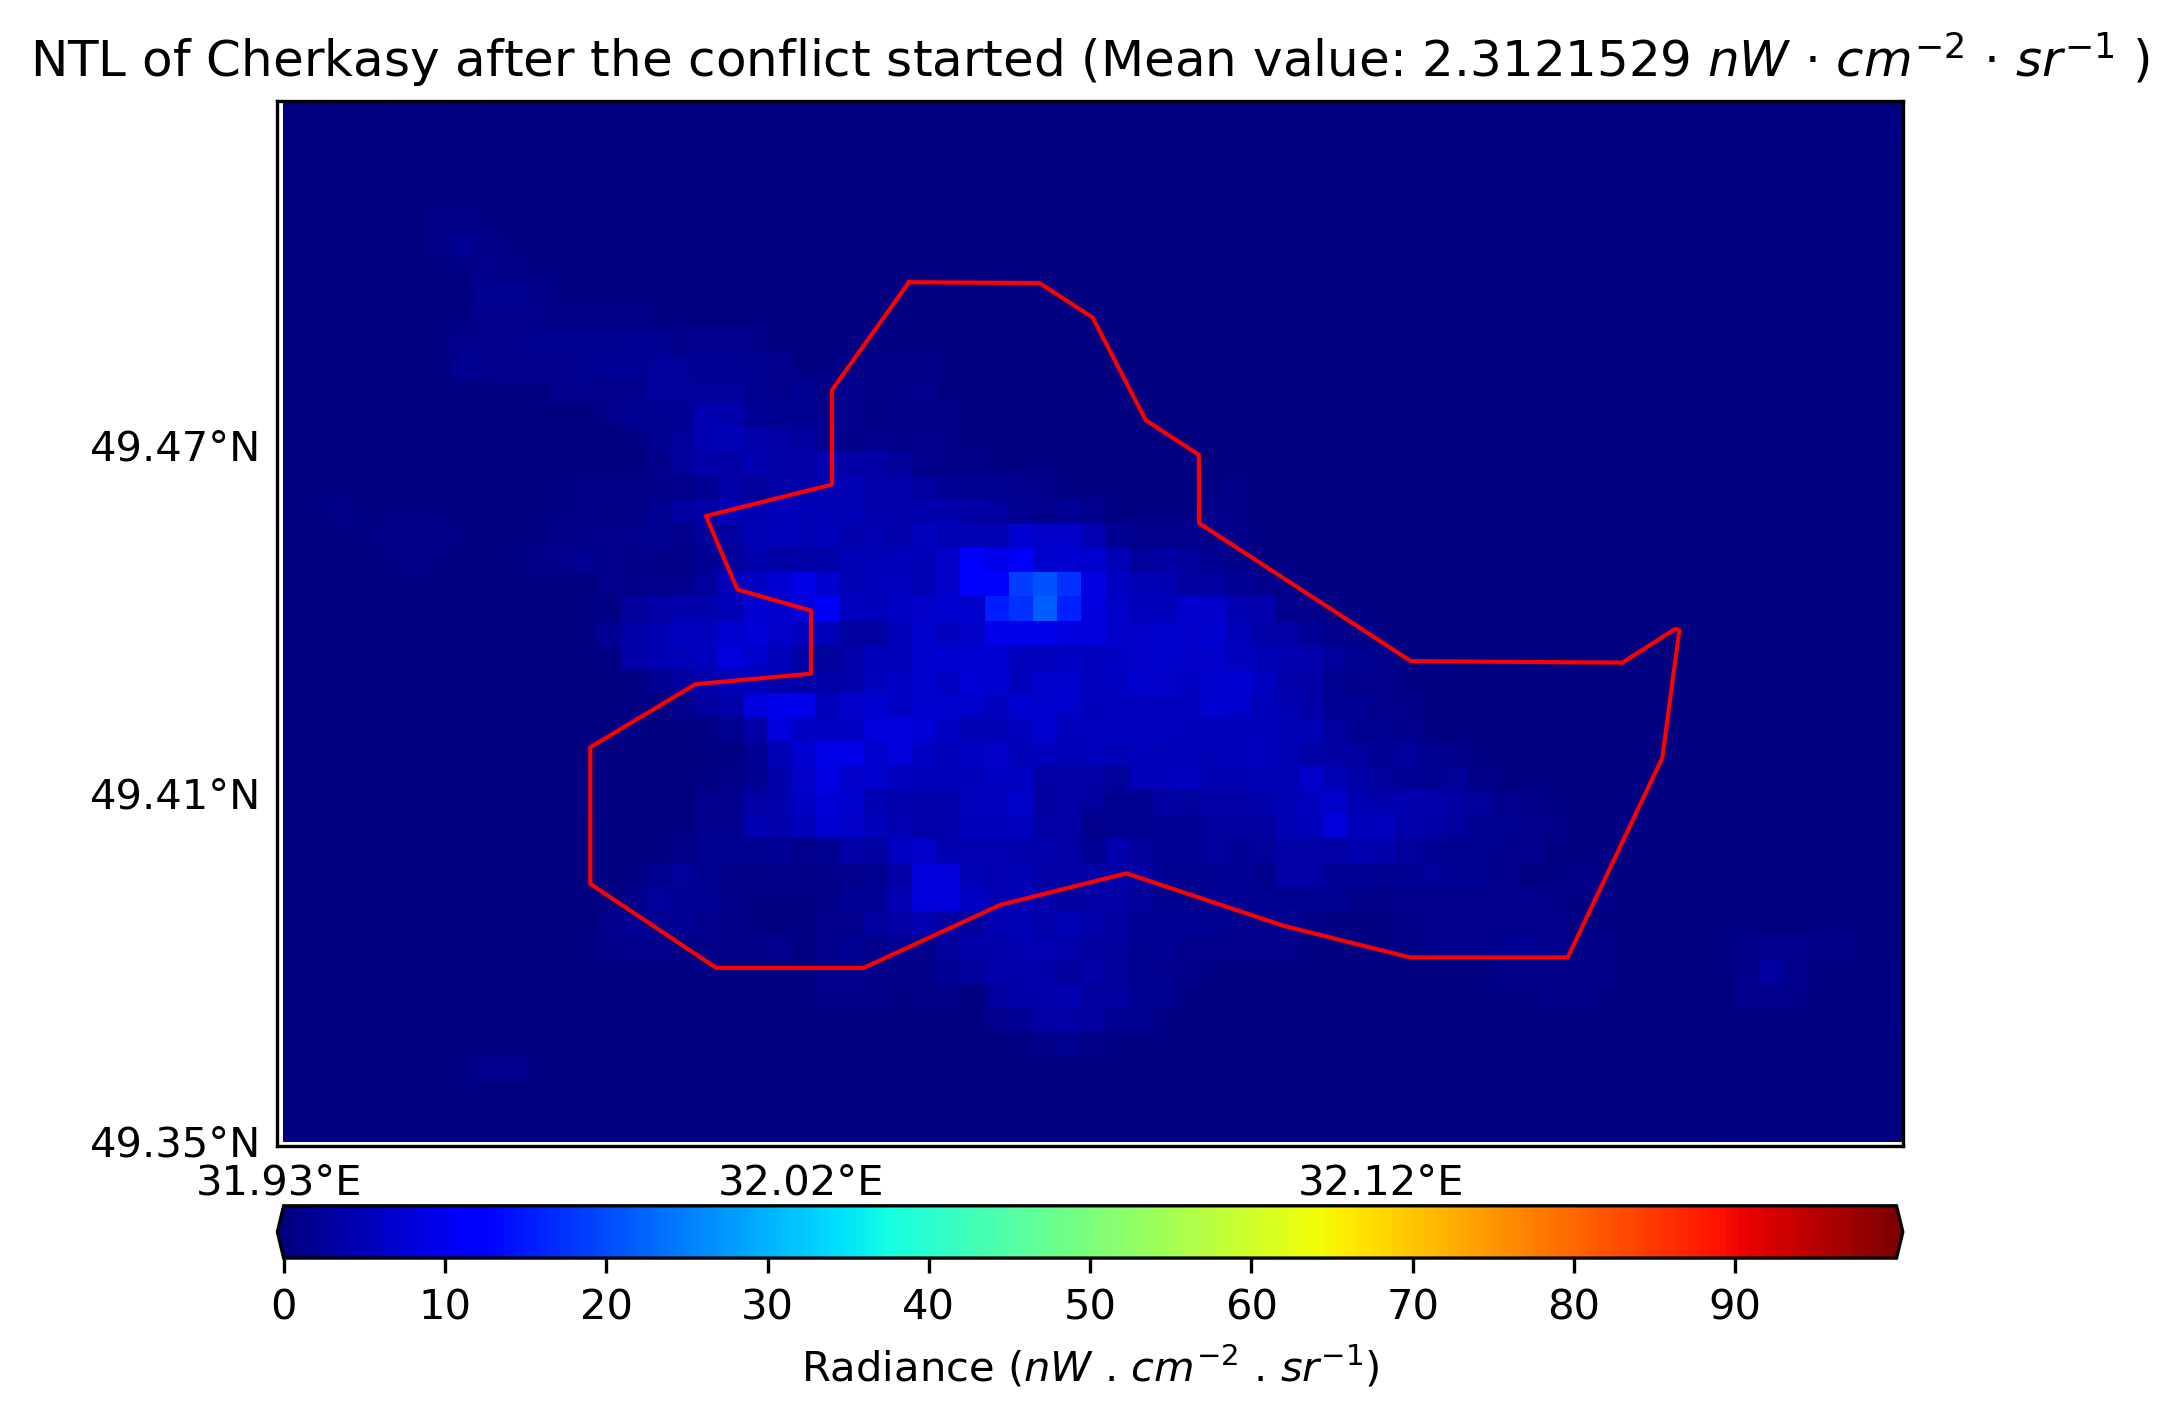 NTL of Cherkasy after the conflict started (Mean value: 2.3121529 nW · cm⁻² · sr⁻¹ )
49.47°N
49.41°N
49.35°N
31.93°E 32.02°E 32.12°E
0 10 20 30 40 50 60 70 80 90
Radiance (nW . cm⁻² . sr⁻¹)